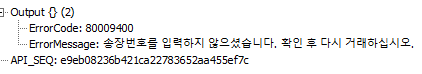 Output {} (2)
ErrorCode: 80009400
ErrorMessage: 송장번호를 입력하지 않으셨습니다. 확인 후 다시 거래하십시오.
API_SEQ: e9eb08236b421ca22783652aa455ef7c